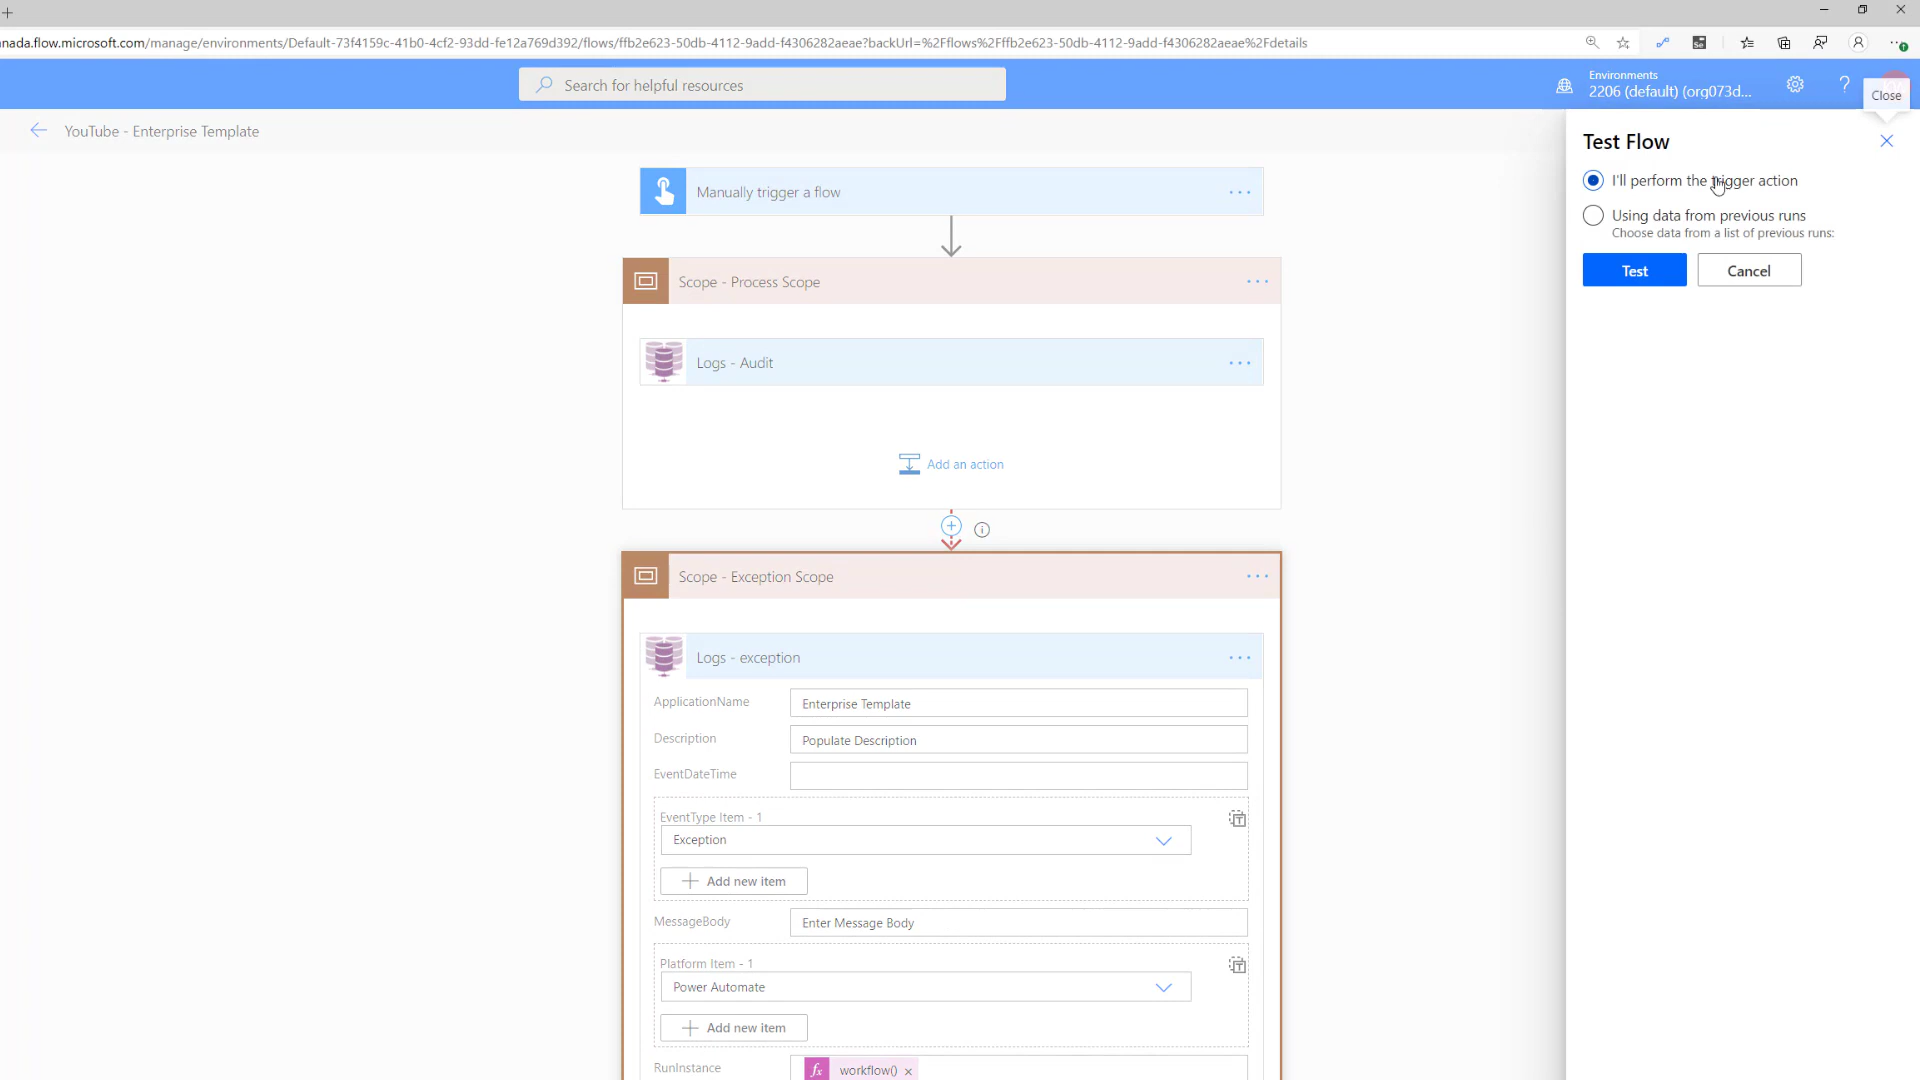 nada.flow.microsoft.com/manage/environments/Default-73f4159c-41b0-4cf2-93dd-fe12a769d392/flows/ffb2e623-50db-4112-9add-f4306282aeae?backUrl=%2Fflows%2Fffb2e623-50db-4112-9add-f4306282aeae%2Fdetails
Search for helpful resources
Environments
2206 (default) (org073d...
Close
YouTube - Enterprise Template
Test Flow
I'll perform the trigger action
Using data from previous runs
Choose data from a list of previous runs:
Test
Cancel
Manually trigger a flow
Scope - Process Scope
Logs - Audit
Add an action
Scope - Exception Scope
Logs - exception
ApplicationName
Enterprise Template
Description
Populate Description
EventDateTime
EventType Item - 1
Exception
Add new item
MessageBody
Enter Message Body
Platform Item - 1
Power Automate
Add new item
RunInstance
fx workflow() ×